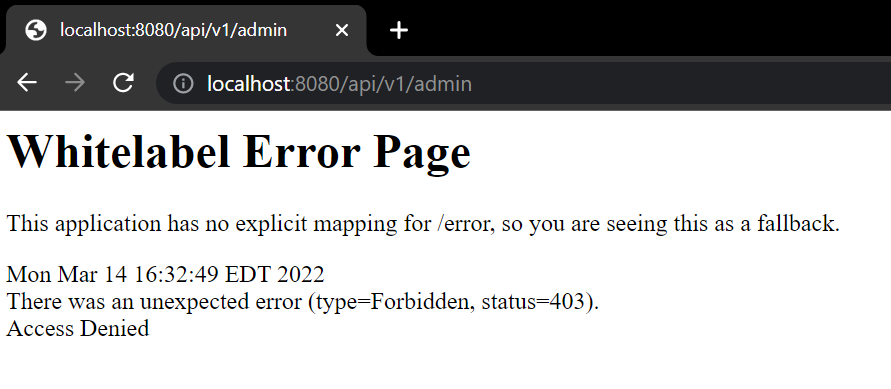 localhost:8080/api/v1/admin
localhost:8080/api/v1/admin
Whitelabel Error Page
This application has no explicit mapping for /error, so you are seeing this as a fallback.
Mon Mar 14 16:32:49 EDT 2022
There was an unexpected error (type=Forbidden, status=403).
Access Denied